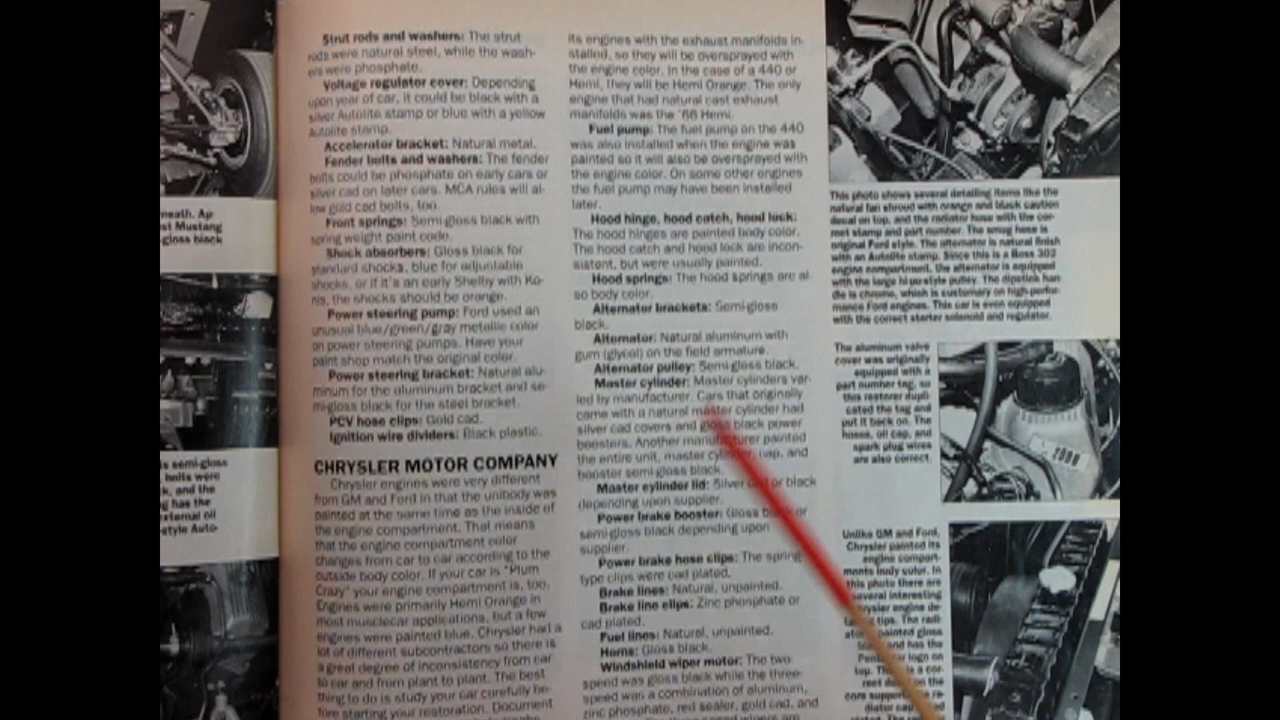 neath. Ap
st Mustang
gloss black
s semi-gloss
bolts were
k, and the
g has the
external oil
style Auto-
Strut rods and washers: The strut
rods were natural steel, while the wash-
ers were phosphate.
Voltage regulator cover: Depending
upon year of car, it could be black with a
silver Autolite stamp or blue with a yellow
Autolite stamp.
Accelerator bracket: Natural metal.
Fender bolts and washers: The fender
bolts could be phosphate on early cars or
silver cad on later cars. MCA rules will al-
low gold cad bolts, too.
Front springs: Semi-gloss black with
spring weight paint code.
Shock absorbers: Gloss black for
standard shocks, blue for adjustable
shocks, or if it's an early Shelby with Ko-
nis, the shocks should be orange.
Power steering pump: Ford used an
unusual blue/green/gray metallic color
on power steering pumps. Have your
paint shop match the original color.
Power steering bracket: Natural alu-
minum for the aluminum bracket and se-
mi-gloss black for the steel bracket.
PCV hose clips: Gold cad.
Ignition wire dividers: Black plastic.
CHRYSLER MOTOR COMPANY
Chrysler engines were very different
from GM and Ford in that the unibody was
painted at the same time as the inside of
the engine compartment. That means
that the engine compartment color
changes from car to car according to the
outside body color. If your car is "Plum
Crazy" your engine compartment is, too.
Engines were primarily Hemi Orange in
most musclecar applications, but a few
engines were painted blue. Chrysler had a
lot of different subcontractors so there is
a great degree of inconsistency from car
to car and from plant to plant. The best
thing to do is study your car carefully be-
fore starting your restoration. Document
its engines with the exhaust manifolds in-
stalled, so they will be oversprayed with
the engine color. In the case of a 440 or
Hemi, they will be Hemi Orange. The only
engine that had natural cast exhaust
manifolds was the '66 Hemi.
Fuel pump: The fuel pump on the 440
was also installed when the engine was
painted so it will also be oversprayed with
the engine color. On some other engines
the fuel pump may have been installed
later.
Hood hinge, hood catch, hood lock:
The hood hinges are painted body color.
The hood catch and hood lock are incon-
sistent, but were usually painted.
Hood springs: The hood springs are al-
so body color.
Alternator brackets: Semi-gloss
black.
Alternator: Natural aluminum with
gum (glycol) on the field armature.
Alternator pulley: Semi-gloss black.
Master cylinder: Master cylinders var-
ied by manufacturer. Cars that originally
came with a natural master cylinder had
silver cad covers and gloss black power
boosters. Another manufacturer painted
the entire unit, master cylinder, cap, and
booster semi-gloss black.
Master cylinder lid: Silver cad or black
depending upon supplier.
Power brake booster: Gloss black or
semi-gloss black depending upon
supplier.
Power brake hose clips: The spring-
type clips were cad plated.
Brake lines: Natural, unpainted.
Brake line clips: Zinc phosphate or
cad plated.
Fuel lines: Natural, unpainted.
Horns: Gloss black.
Windshield wiper motor: The two
speed was gloss black while the three-
speed was a combination of aluminum,
zinc phosphate, red sealer, gold cad, and
This photo shows several detailing items like the
natural fan shroud with orange and black caution
decal on top, and the radiator hose with the cor-
rect stamp and part number. The smog hose is
original Ford style. The alternator is natural finish
with an Autolite stamp. Since this is a Boss 302
engine compartment, the alternator is equipped
with the large hi-po style pulley. The dipstick han-
dle is chrome, which is customary on high-perfor-
mance Ford engines. This car is even equipped
with the correct starter solenoid and regulator.
The aluminum valve
cover was originally
equipped with a
part number tag, so
this restorer dupli-
cated the tag and
put it back on. The
hoses, oil cap, and
spark plug wires
are also correct.
Unlike GM and Ford,
Chrysler painted its
engine compart-
ments body color. In
this photo there are
several interesting
Chrysler engine de-
tailing tips. The radi-
ator painted gloss
and has the
logo on
top. is a cor-
rect on the
core support